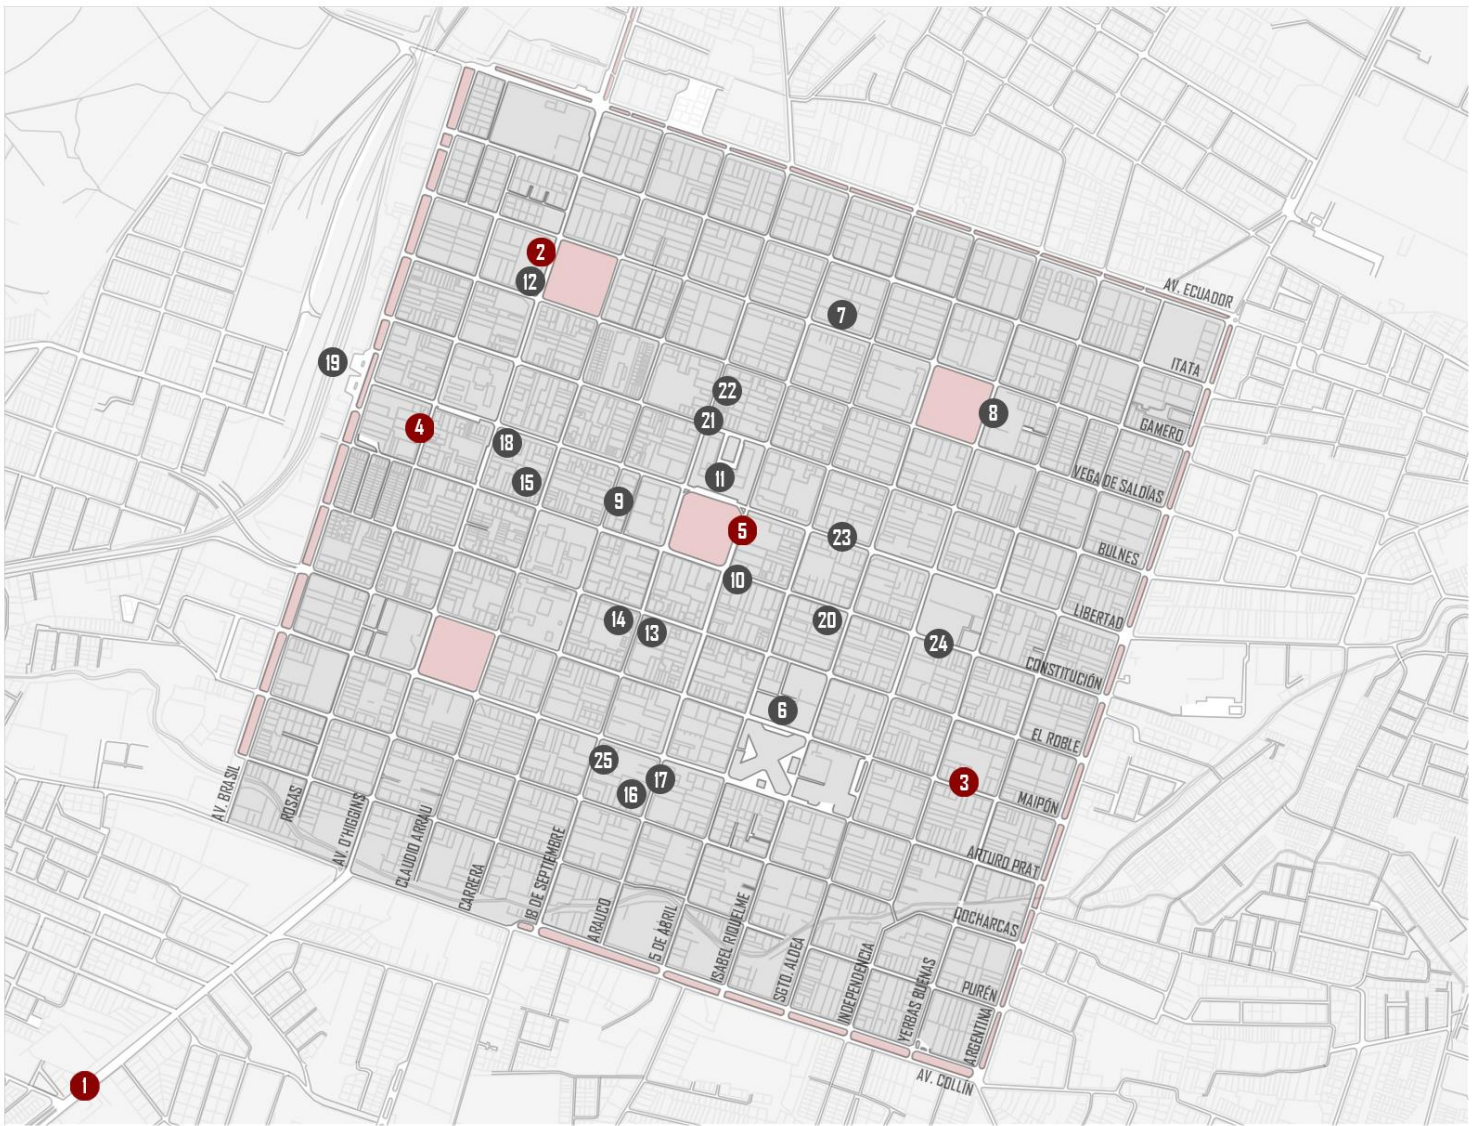 2
12
7
AV. ECUADOR
ITATA
19
22
8
4
21
GAMERO
18
11
VEGA DE SALDÍAS
15
9
5
23
BULNES
10
LIBERTAD
14
13
20
24
CONSTITUCIÓN
6
EL ROBLE
25
17
16
3
MAIPÓN
AV. BRASIL
ROSAS
AV. O'HIGGINS
CLAUDIO ARRAU
CARRERA
18 DE SEPTIEMBRE
ARAUCO
5 DE ABRIL
ISABEL RIQUELME
SGTO. ALDEA
INDEPENDENCIA
YERBAS BUENAS
ARGENTINA
ARTURO PRAT
COCHARCAS
PURÉN
AV. COLLÍN
1